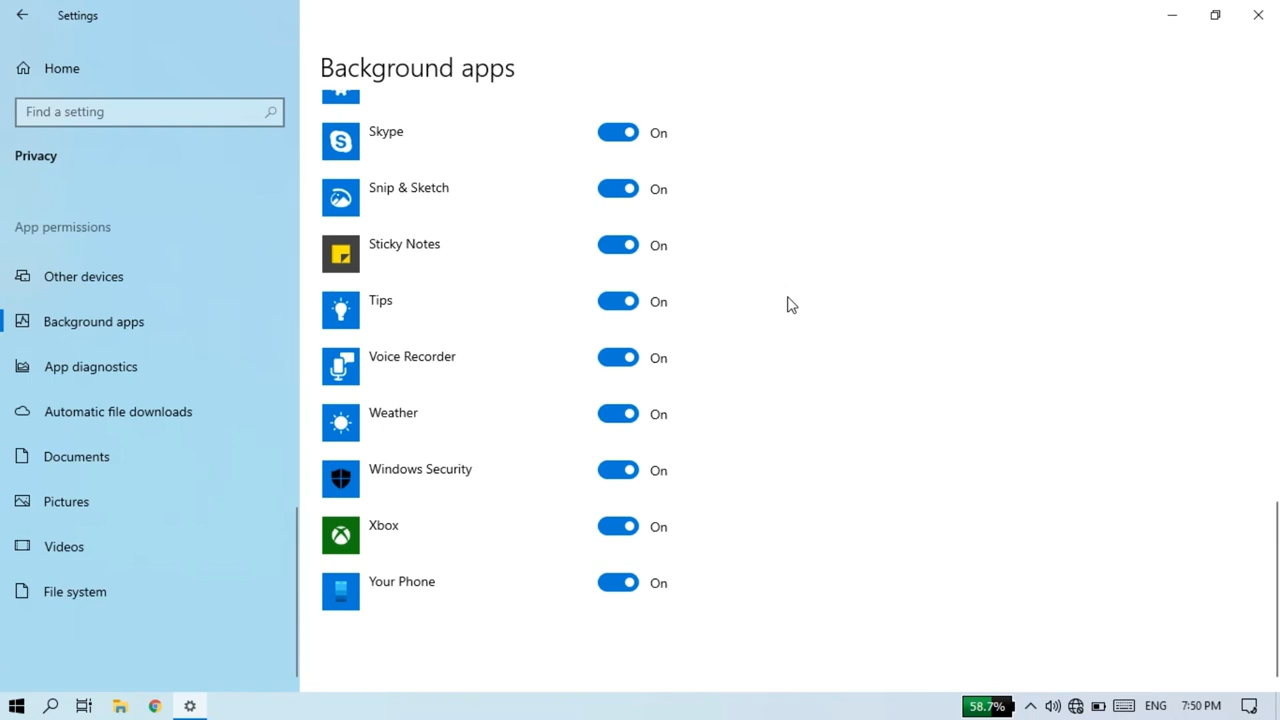 Settings
Home
Find a setting
Privacy
App permissions
Other devices
Background apps
App diagnostics
Automatic file downloads
Documents
Pictures
Videos
File system
Background apps
Skype On
Snip & Sketch On
Sticky Notes On
Tips On
Voice Recorder On
Weather On
Windows Security On
Xbox On
Your Phone On
58.7% ENG 7:50 PM